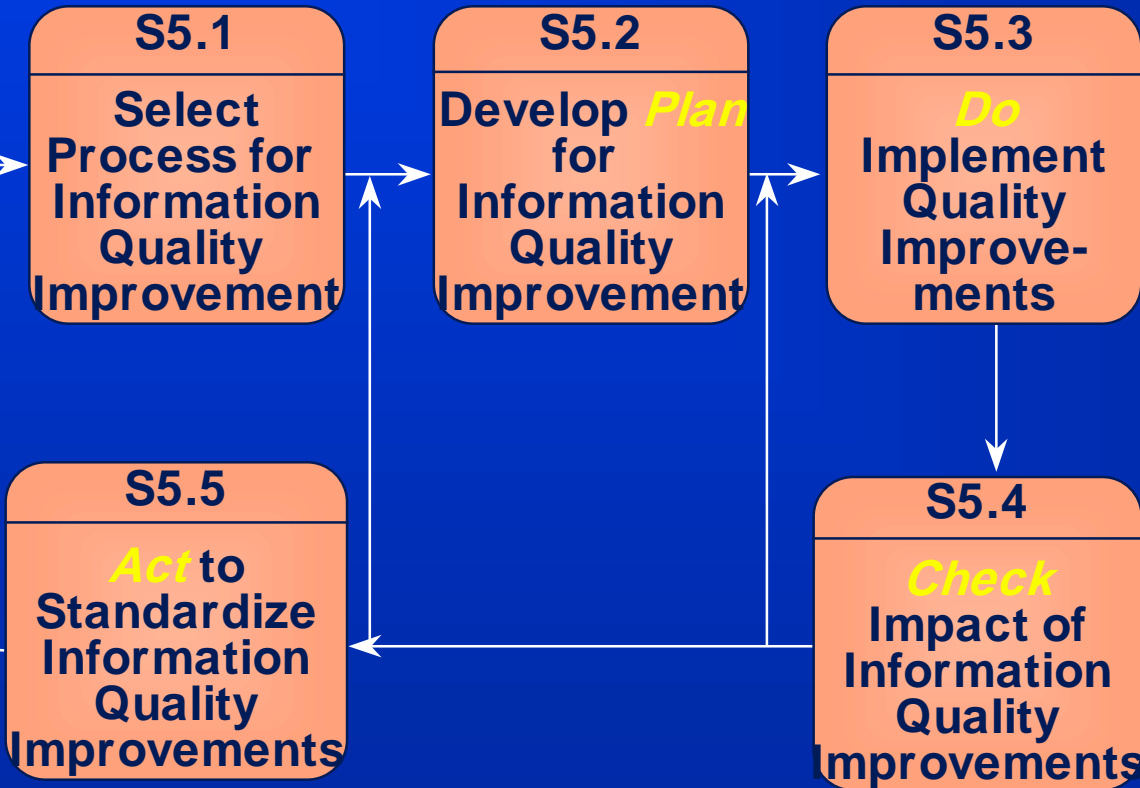 S5.1
Select
Process for
Information
Quality
Improvement
S5.2
Develop Plan
for
Information
Quality
Improvement
S5.3
Do
Implement
Quality
Improve-
ments
S5.5
Act to
Standardize
Information
Quality
Improvements
S5.4
Check
Impact of
Information
Quality
Improvements